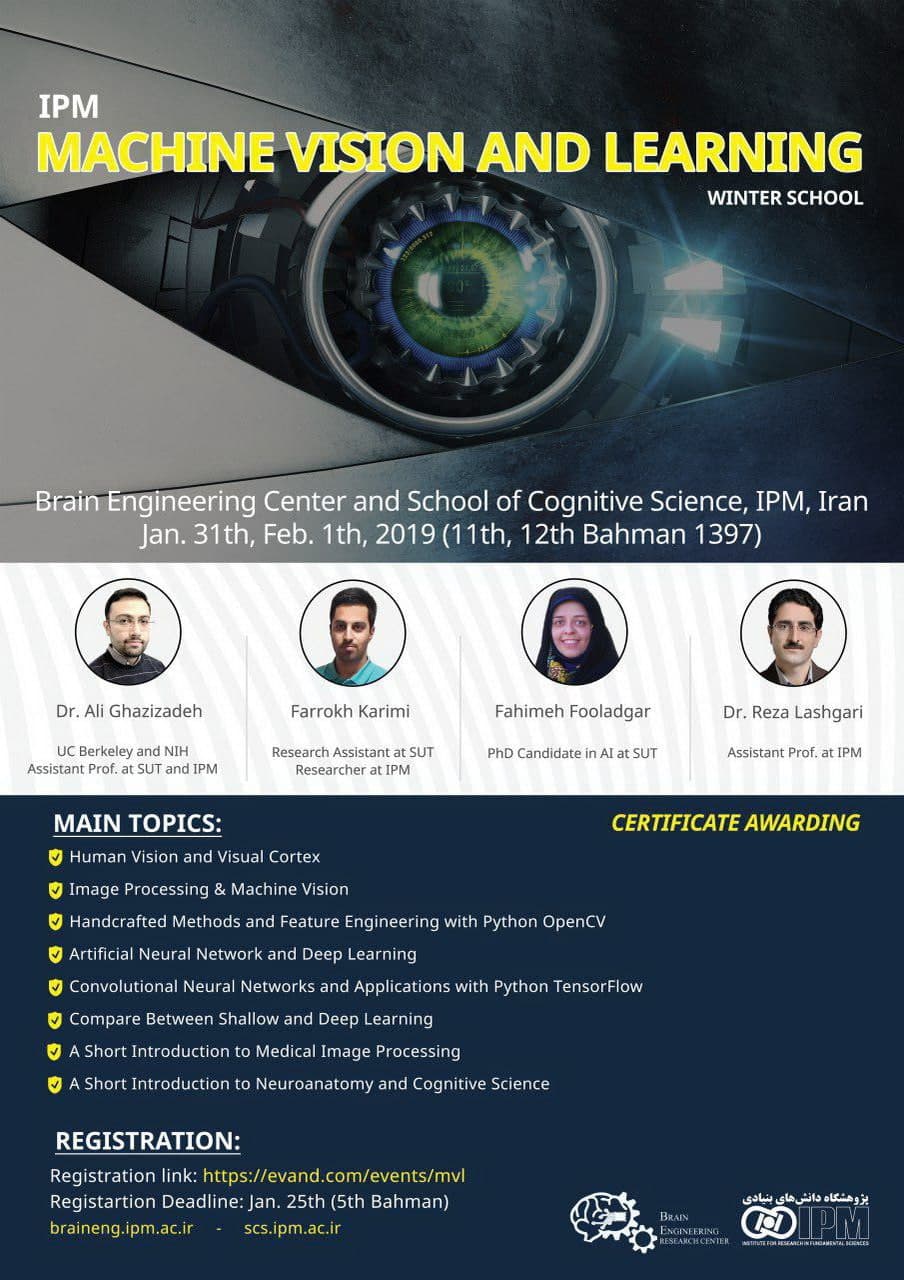 IPM
MACHINE VISION AND LEARNING
WINTER SCHOOL
Brain Engineering Center and School of Cognitive Science, IPM, Iran
Jan. 31th, Feb. 1th, 2019 (11th, 12th Bahman 1397)
Dr. Ali Ghazizadeh
UC Berkeley and NIH
Assistant Prof. at SUT and IPM
Farrokh Karimi
Research Assistant at SUT
Researcher at IPM
Fahimeh Fooladgar
PhD Candidate in AI at SUT
Dr. Reza Lashgari
Assistant Prof. at IPM
MAIN TOPICS:
CERTIFICATE AWARDING
Human Vision and Visual Cortex
Image Processing & Machine Vision
Handcrafted Methods and Feature Engineering with Python OpenCV
Artificial Neural Network and Deep Learning
Convolutional Neural Networks and Applications with Python TensorFlow
Compare Between Shallow and Deep Learning
A Short Introduction to Medical Image Processing
A Short Introduction to Neuroanatomy and Cognitive Science
REGISTRATION:
Registration link: https://evand.com/events/mvl
Registartion Deadline: Jan. 25th (5th Bahman)
braineng.ipm.ac.ir - scs.ipm.ac.ir
BRAIN
ENGINEERING
RESEARCH CENTER
پژوهشگاه دانش‌های بنیادی
IPM
INSTITUTE FOR RESEARCH IN FUNDAMENTAL SCIENCES